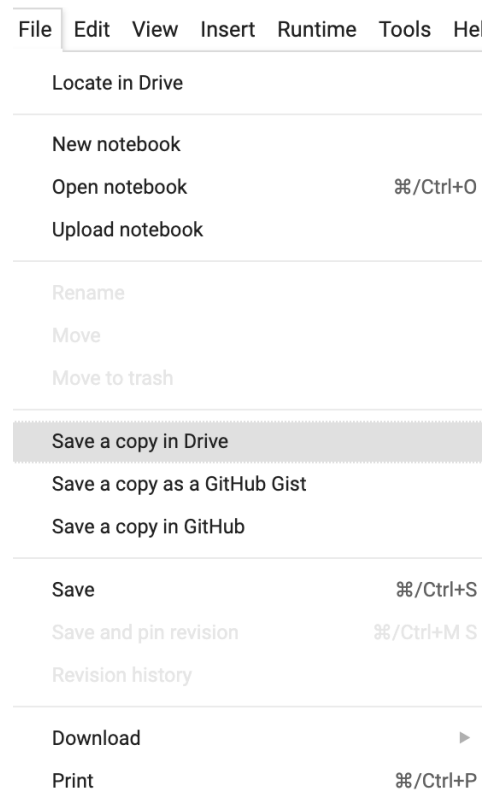 File Edit View Insert Runtime Tools Hel
Locate in Drive
New notebook
Open notebook ⌘/Ctrl+O
Upload notebook
Rename
Move
Move to trash
Save a copy in Drive
Save a copy as a GitHub Gist
Save a copy in GitHub
Save ⌘/Ctrl+S
Save and pin revision ⌘/Ctrl+M S
Revision history
Download ►
Print ⌘/Ctrl+P